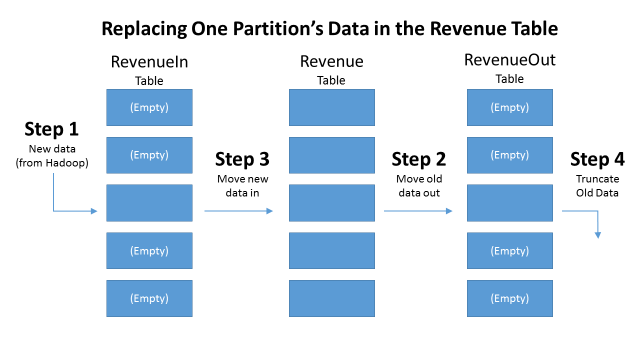 Replacing One Partition's Data in the Revenue Table
RevenueIn
Table
(Empty)
(Empty)
(Empty)
(Empty)
Step 1
New data
(from Hadoop)
Step 3
Move new
data in
Revenue
Table
Step 2
Move old
data out
RevenueOut
Table
(Empty)
(Empty)
(Empty)
(Empty)
Step 4
Truncate
Old Data